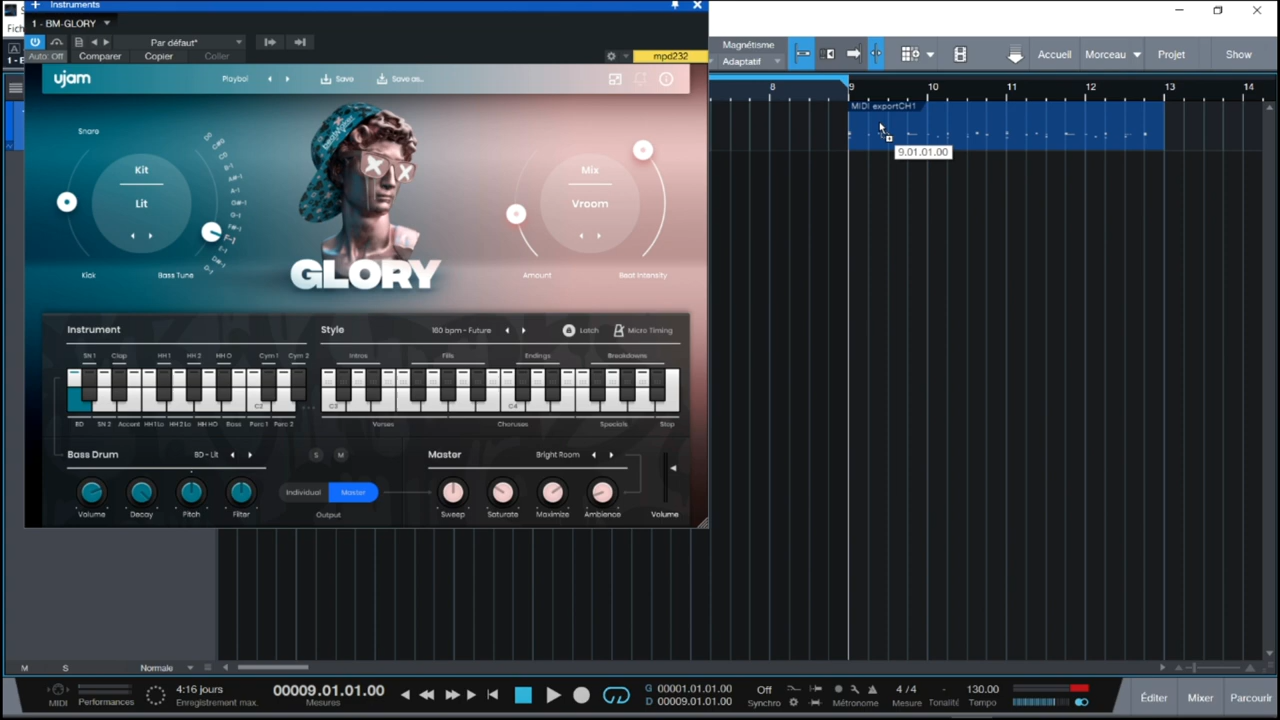 Instruments
1 - BM-GLORY
Par défaut*
Auto: Off Comparer Copier Coller mpd232
Magnétisme
Adaptatif
Accueil Morceau Projet Show
ujam Playboi Save Save as...
8 9 10 11 12 13 14
MIDI exportCH1
9.01.01.00
Snare
Kit
Lit
Kick Bass Tune
GLORY
Mix
Vroom
Amount Beat Intensity
Instrument Style 160 bpm - Future Latch Micro Timing
SN 1 Clap HH 1 HH 2 HH O Cym 1 Cym 2 Intros Fills Endings Breakdowns
C2 C3 C4
BD SN 2 Accent HH 1 Lo HH 2 Lo HH HO Bass Perc 1 Perc 2 Verses Choruses Specials Stop
Bass Drum BD - Lit S M Master Bright Room
Individual Master
Volume Decay Pitch Filter Output Sweep Saturate Maximize Ambience Volume
M S Normale
MIDI Performances 4:16 jours
Enregistrement max. 00009.01.01.00
Mesures
G 00001.01.01.00
D 00009.01.01.00
Off
Synchro Métronome
4 / 4
Mesure
-
Tonalité
130.00
Tempo
Éditer Mixer Parcourir